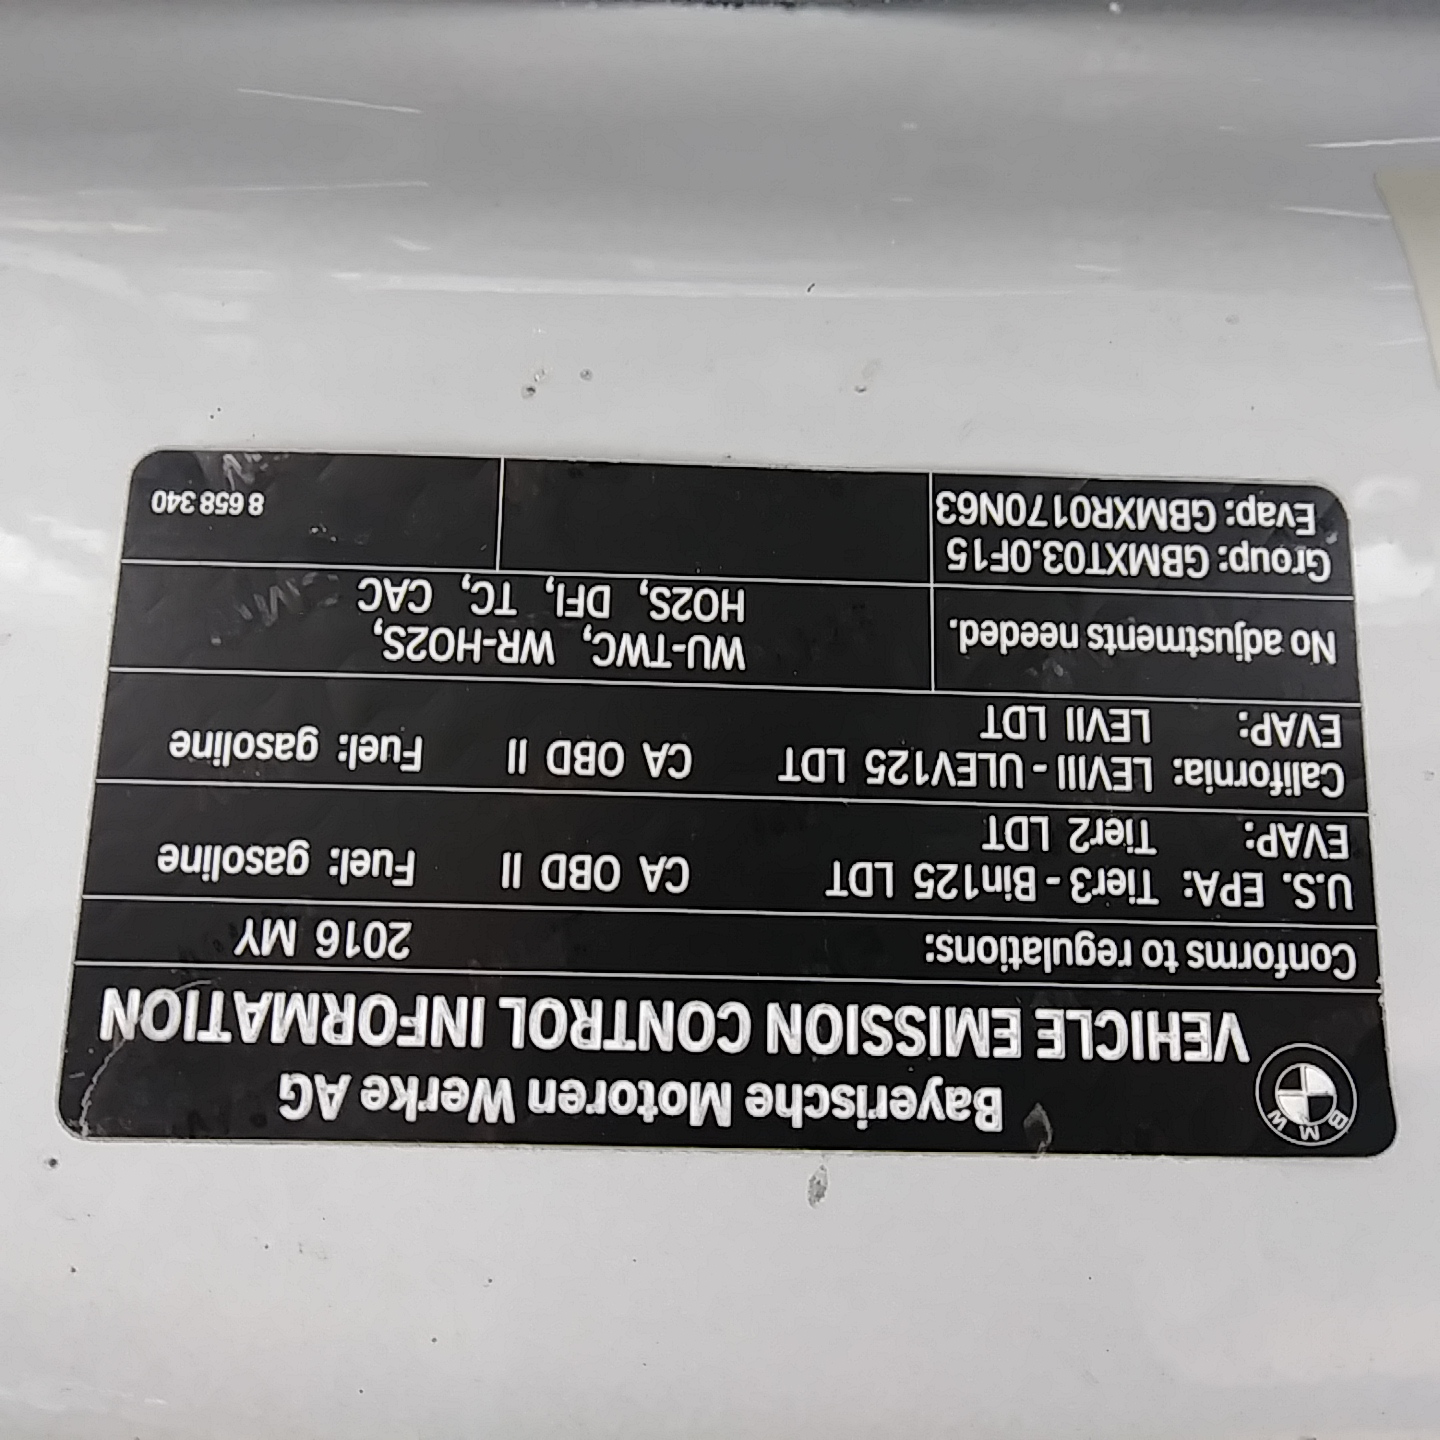 BMW
Bayerische Motoren Werke AG
VEHICLE EMISSION CONTROL INFORMATION
Conforms to regulations: 2016 MY
U.S. EPA: Tier3 - Bin125 LDT CA OBD II Fuel: gasoline
EVAP: Tier2 LDT
California: LEVIII - ULEV125 LDT CA OBD II Fuel: gasoline
EVAP: LEVII LDT
No adjustments needed.
WU-TWC, WR-HO2S,
HO2S, DFI, TC, CAC
Group: GBMXT03.0F15
Evap: GBMXR0170N63
8 658 340